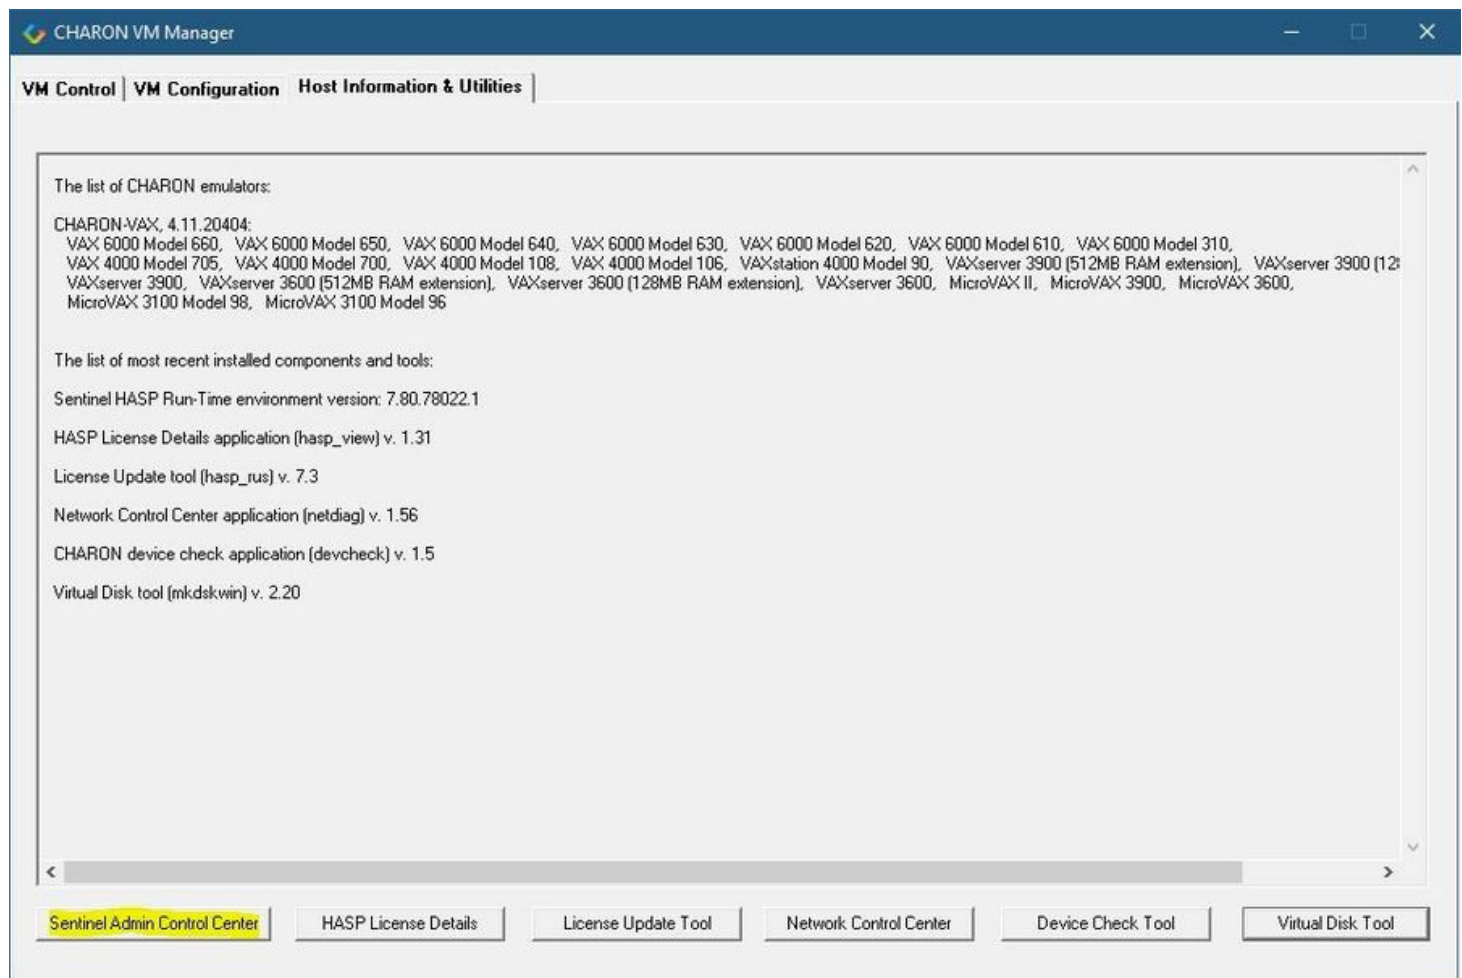 CHARON VM Manager
VM Control VM Configuration Host Information & Utilities
The list of CHARON emulators:
CHARON-VAX, 4.11.20404:
VAX 6000 Model 660, VAX 6000 Model 650, VAX 6000 Model 640, VAX 6000 Model 630, VAX 6000 Model 620, VAX 6000 Model 610, VAX 6000 Model 310,
VAX 4000 Model 705, VAX 4000 Model 700, VAX 4000 Model 108, VAX 4000 Model 106, VAXstation 4000 Model 90, VAXserver 3900 (512MB RAM extension), VAXserver 3900 (12
VAXserver 3900, VAXserver 3600 (512MB RAM extension), VAXserver 3600 (128MB RAM extension), VAXserver 3600, MicroVAX II, MicroVAX 3900, MicroVAX 3600,
MicroVAX 3100 Model 98, MicroVAX 3100 Model 96
The list of most recent installed components and tools:
Sentinel HASP Run-Time environment version: 7.80.78022.1
HASP License Details application (hasp_view) v. 1.31
License Update tool (hasp_rus) v. 7.3
Network Control Center application (netdiag) v. 1.56
CHARON device check application (devcheck) v. 1.5
Virtual Disk tool (mkdskwin) v. 2.20
Sentinel Admin Control Center HASP License Details License Update Tool Network Control Center Device Check Tool Virtual Disk Tool